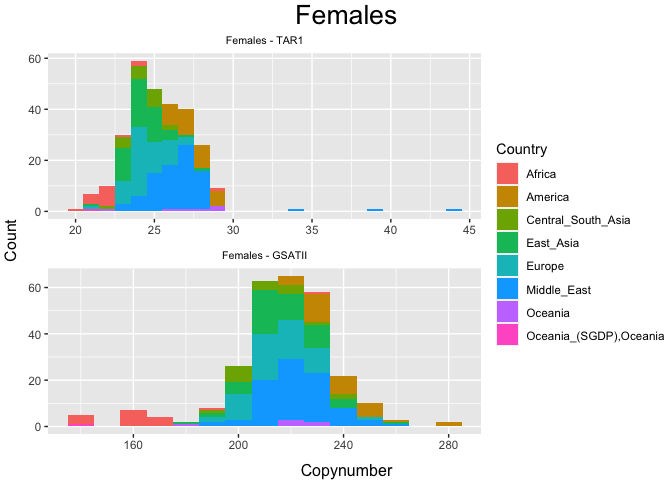 Females
Females - TAR1
60
40
20
0
20 25 30 35 40 45
Females - GSATII
60
40
20
0
160 200 240 280
Count
Copynumber
Country
Africa
America
Central_South_Asia
East_Asia
Europe
Middle_East
Oceania
Oceania_(SGDP),Oceania